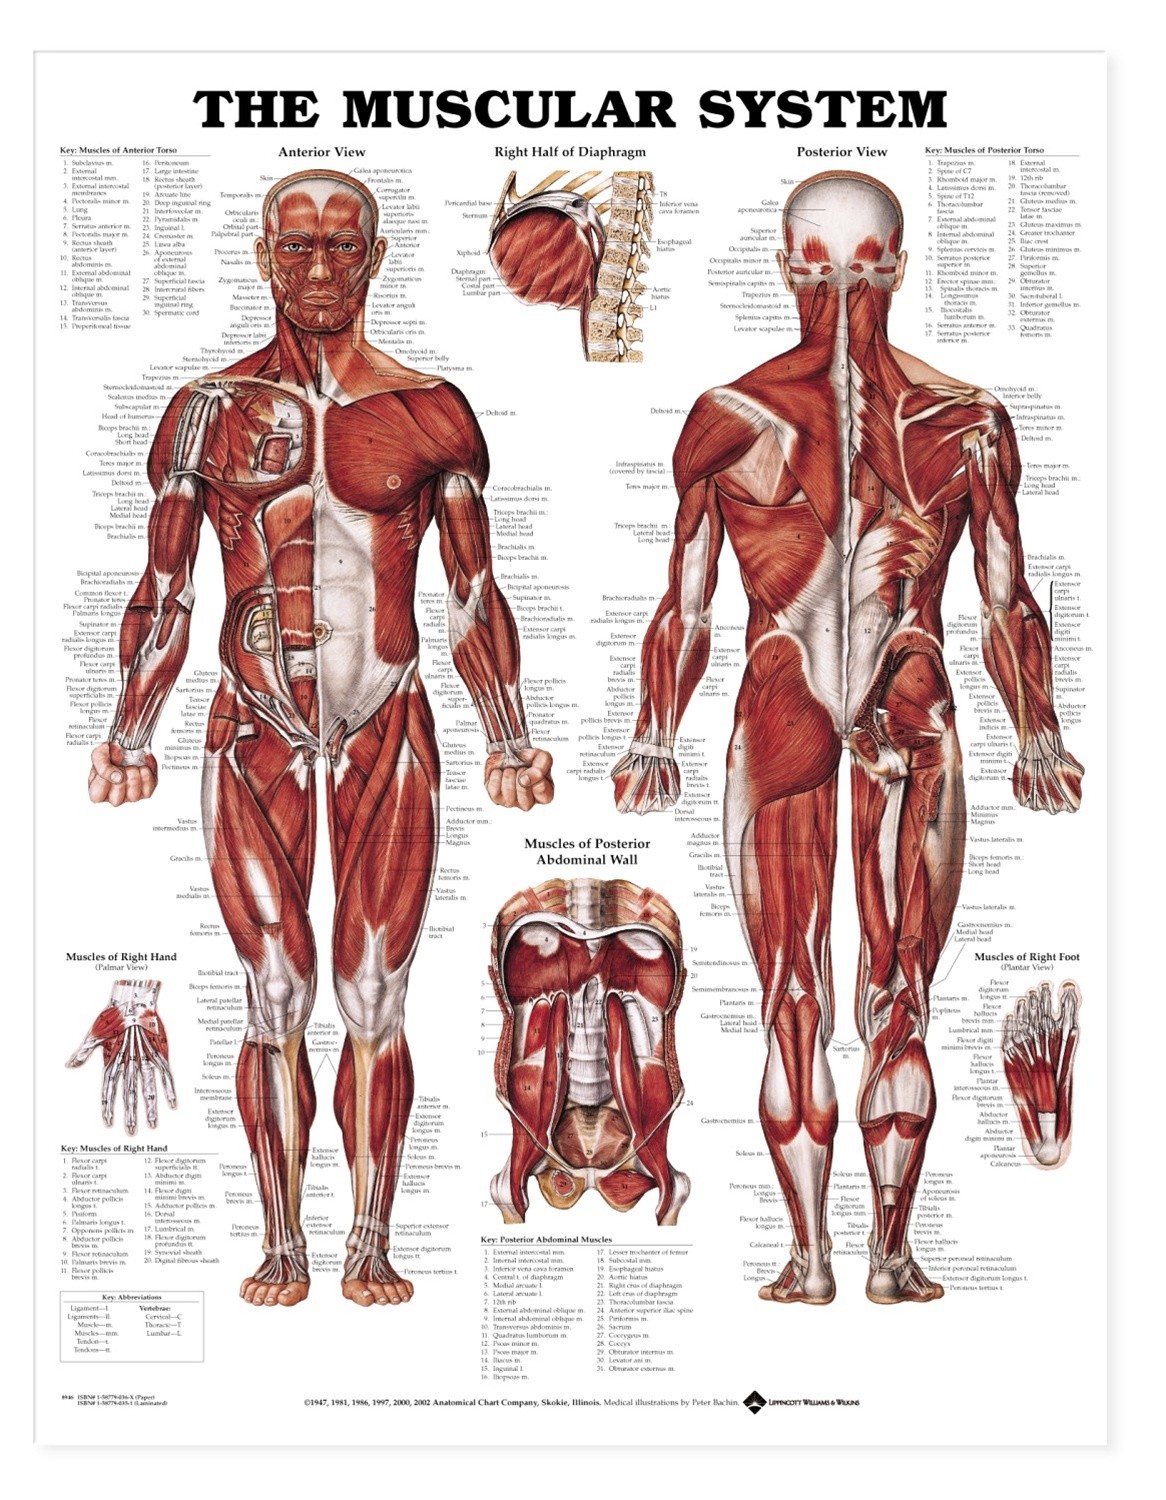 THE MUSCULAR SYSTEM
Key: Muscles of Anterior Torso
1. Subclavius m.
2. External
intercostal mm.
3. External intercostal
membranes
4. Pectoralis minor m.
5. Lung
6. Pleura
7. Serratus anterior m.
8. Pectoralis major m.
9. Rectus sheath
(anterior layer)
10. Rectus
abdominis m.
11. External abdominal
oblique m.
12. Internal abdominal
oblique m.
13. Transversus
abdominis m.
14. Transversalis fascia
15. Preperitoneal tissue
16. Peritoneum
17. Large intestine
18. Rectus sheath
(posterior layer)
19. Arcuate line
20. Deep inguinal ring
21. Interfoveolar m.
22. Pyramidalis m.
23. Inguinal l.
24. Cremaster m.
25. Linea alba
26. Aponeurosis
of external
abdominal
oblique m.
27. Superficial fascia
28. Intercrural fibers
29. Superficial
inguinal ring
30. Spermatic cord
Anterior View
Skin
Temporalis m.
Orbicularis
oculi m.:
Orbital part
Palpebral part
Procerus m.
Nasalis m.
Zygomaticus
major m.
Masseter m.
Buccinator m.
Depressor
anguli oris m.
Depressor labii
inferioris m.
Thyrohyoid m.
Sternohyoid m.
Levator scapulae m.
Trapezius m.
Sternocleidomastoid m.
Scalenus medius m.
Subscapular m.
Head of humerus
Biceps brachii m.:
Long head
Short head
Coracobrachialis m.
Teres major m.
Latissimus dorsi m.
Deltoid m.
Triceps brachii m.:
Long head
Lateral head
Medial head
Biceps brachii m.
Brachialis m.
Bicipital aponeurosis
Brachioradialis m.
Common flexor t.
Pronator teres
Flexor carpi radialis
Palmaris longus
Supinator m.
Extensor carpi
radialis longus m.
Flexor digitorum
profundus m.
Flexor carpi
ulnaris m.
Pronator teres m.
Flexor digitorum
superficialis m.
Flexor pollicis
longus m.
Flexor
retinaculum
Flexor carpi
radialis t.
Gluteus
medius m.
Sartorius m.
Tensor
fasciae
latae m.
Rectus
femoris m.
Gluteus
minimus m.
Iliopsoas m.
Pectineus m.
Vastus
intermedius m.
Gracilis m.
Vastus
medialis m.
Rectus
femoris m.
Iliotibial tract
Biceps femoris m.
Lateral patellar
retinaculum
Medial patellar
retinaculum
Patellar l.
Peroneus
longus m.
Soleus m.
Interosseous
membrane
Extensor
digitorum
longus m.
Peroneus
longus t.
Peroneus
brevis m.
Peroneus
tertius m.
Galea aponeurotica
Frontalis m.
Corrugator
supercilii m.
Levator labii
superioris
alaeque nasi m.
Auricularis mm.:
Superior
Anterior
Levator
labii
superioris m.
Zygomaticus
minor m.
Risorius m.
Levator anguli
oris m.
Depressor septi m.
Orbicularis oris m.
Mentalis m.
Omohyoid m.:
Superior belly
Platysma m.
Deltoid m.
Coracobrachialis m.
Latissimus dorsi m.
Triceps brachii m.:
Long head
Lateral head
Medial head
Brachialis m.
Biceps brachii m.
Brachialis m.
Bicipital aponeurosis
Supinator m.
Biceps brachii t.
Brachioradialis m.
Extensor carpi
radialis longus m.
Pronator
teres m.
Flexor
carpi
radialis
m.
Palmaris
longus
m.
Flexor
carpi
ulnaris m.
Flexor
digitorum
super-
ficialis m.
Palmar
aponeurosis
Flexor pollicis
longus m.
Abductor
pollicis longus m.
Pronator
quadratus m.
Flexor
retinaculum
Gluteus
medius m.
Sartorius m.
Tensor
fasciae
latae m.
Pectineus m.
Adductor mm.:
Brevis
Longus
Magnus
Rectus
femoris m.
Vastus
lateralis m.
Iliotibial
tract
Tibialis
anterior m.
Gastroc-
nemius m.
Tibialis
anterior m.
Extensor
digitorum
longus m.
Peroneus
longus m.
Soleus m.
Peroneus brevis m.
Extensor
hallucis
longus m.
Extensor
hallucis
longus m.
Tibialis
anterior t.
Inferior
extensor
retinaculum
Superior extensor
retinaculum
Extensor digitorum
longus tt.
Extensor
digitorum
brevis m.
Peroneus tertius t.
Right Half of Diaphragm
Pericardial base
Sternum
Xiphoid
Diaphragm:
Sternal part
Costal part
Lumbar part
T8
Inferior vena
cava foramen
Esophageal
hiatus
Aortic
hiatus
L1
Posterior View
Skin
Galea
aponeurotica
Superior
auricular m.
Occipitalis m.
Occipitalis minor m.
Posterior auricular m.
Semispinalis capitis m.
Trapezius m.
Sternocleidomastoid m.
Splenius capitis m.
Levator scapulae m.
Deltoid m.
Infraspinatus m.
(covered by fascia)
Teres major m.
Triceps brachii m.:
Lateral head
Long head
Brachioradialis m.
Extensor carpi
radialis longus m.
Extensor
digitorum m.
Extensor
carpi
radialis
brevis m.
Abductor
pollicis
longus m.
Extensor
pollicis brevis m.
Extensor
pollicis longus t.
Extensor
retinaculum
Extensor
carpi radialis
longus t.
Anconeus
m.
Extensor
carpi
ulnaris m.
Flexor
carpi
ulnaris m.
Extensor
digiti
minimi t.
Extensor
carpi
radialis
brevis t.
Extensor
digitorum tt.
Dorsal
interosseous m.
Adductor
magnus m.
Gracilis m.
Iliotibial
tract
Vastus
lateralis m.
Biceps
femoris m.
Semitendinosus m.
Semimembranosus m.
Plantaris m.
Gastrocnemius m.:
Lateral head
Medial head
Sartorius
m.
Gastrocnemius m.
Soleus m.
Peroneus mm.:
Longus
Brevis
Flexor hallucis
longus m.
Calcaneal t.
Peroneus tt.:
Brevis
Longus
Omohyoid m.:
Inferior belly
Supraspinatus m.
Infraspinatus m.
Teres minor m.
Deltoid m.
Teres major m.
Triceps brachii m.:
Long head
Lateral head
Brachialis m.
Extensor carpi
radialis longus m.
Extensor
carpi
ulnaris t.
Extensor
digitorum t.
Extensor
digiti
minimi t.
Anconeus m.
Extensor
carpi
radialis
brevis m.
Supinator
m.
Abductor
pollicis
longus
m.
Flexor
digitorum
profundus
m.
Flexor
carpi
ulnaris m.
Extensor
pollicis
longus m.
Extensor
pollicis
brevis m.
Extensor
indicis m.
Extensor
carpi ulnaris t.
Extensor digiti
minimi t.
Extensor
digitorum tt.
Adductor mm.:
Minimus
Magnus
Vastus lateralis m.
Biceps femoris m.:
Short head
Long head
Vastus lateralis m.
Gastrocnemius m.:
Medial head
Lateral head
Plantaris m.
Popliteus
m.
Soleus mm.
Plantaris m.
Flexor
digitorum
longus mm.
Tibialis
posterior t.
Flexor
retinaculum
Peroneus
longus m.
Aponeurosis
of soleus m.
Tibialis
posterior m.
Peroneus
brevis m.
Flexor hallucis
longus m.
Superior peroneal retinaculum
Inferior peroneal retinaculum
Extensor digitorum longus t.
Peroneus tertius t.
Key: Muscles of Posterior Torso
1. Trapezius m.
2. Spine of C7
3. Rhomboid major m.
4. Latissimus dorsi m.
5. Spine of T12
6. Thoracolumbar
fascia
7. External abdominal
oblique m.
8. Internal abdominal
oblique m.
9. Splenius cervicis m.
10. Serratus posterior
superior m.
11. Rhomboid minor m.
12. Erector spinae mm.:
13. Spinalis thoracis m.
14. Longissimus
thoracis m.
15. Iliocostalis
lumborum m.
16. Serratus anterior m.
17. Serratus posterior
inferior m.
18. External
intercostal m.
19. 12th rib
20. Thoracolumbar
fascia (removed)
21. Gluteus medius m.
22. Tensor fasciae
latae m.
23. Gluteus maximus m.
24. Greater trochanter
25. Iliac crest
26. Gluteus minimus m.
27. Piriformis m.
28. Superior
gemellus m.
29. Obturator
internus m.
30. Sacrotuberal l.
31. Inferior gemellus m.
32. Obturator
externus m.
33. Quadratus
femoris m.
Muscles of Posterior
Abdominal Wall
Key: Posterior Abdominal Muscles
1. External intercostal mm.
2. Internal intercostal mm.
3. Inferior vena cava foramen
4. Central t. of diaphragm
5. Medial arcuate l.
6. Lateral arcuate l.
7. 12th rib
8. External abdominal oblique m.
9. Internal abdominal oblique m.
10. Transversus abdominis m.
11. Quadratus lumborum m.
12. Psoas minor m.
13. Psoas major m.
14. Iliacus m.
15. Inguinal l.
16. Iliopsoas m.
17. Lesser trochanter of femur
18. Subcostal mm.
19. Esophageal hiatus
20. Aortic hiatus
21. Right crus of diaphragm
22. Left crus of diaphragm
23. Thoracolumbar fascia
24. Anterior superior iliac spine
25. Piriformis m.
26. Sacrum
27. Coccygeus m.
28. Coccyx
29. Obturator internus m.
30. Levator ani m.
31. Obturator externus m.
Muscles of Right Hand
(Palmar View)
Key: Muscles of Right Hand
1. Flexor carpi
radialis t.
2. Flexor carpi
ulnaris t.
3. Flexor retinaculum
4. Abductor pollicis
longus t.
5. Pisiform
6. Palmaris longus t.
7. Opponens pollicis m.
8. Abductor pollicis
brevis m.
9. Flexor retinaculum
10. Palmaris brevis m.
11. Flexor pollicis
brevis m.
12. Flexor digitorum
superficialis tt.
13. Abductor digiti
minimi m.
14. Flexor digiti
minimi brevis m.
15. Adductor pollicis m.
16. Dorsal
interosseous m.
17. Lumbrical m.
18. Flexor digitorum
profundus tt.
19. Synovial sheath
20. Digital fibrous sheath
Muscles of Right Foot
(Plantar View)
Flexor
digitorum
longus tt.
Flexor
hallucis
brevis mm.
Lumbrical mm.
Flexor digiti
minimi brevis m.
Flexor
hallucis
longus t.
Plantar
interosseous m.
Flexor digitorum
brevis m.
Abductor
hallucis m.
Abductor
digiti minimi m.
Plantar
aponeurosis
Calcaneus
Key: Abbreviations
Ligament—l.
Ligaments—ll.
Muscle—m.
Muscles—mm.
Tendon—t.
Tendons—tt.
Vertebrae:
Cervical—C
Thoracic—T
Lumbar—L
8946 ISBN# 1-58779-036-X (Paper)
ISBN# 1-58779-035-1 (Laminated)
©1947, 1981, 1986, 1997, 2000, 2002 Anatomical Chart Company, Skokie, Illinois. Medical illustrations by Peter Bachin.
LIPPINCOTT WILLIAMS & WILKINS